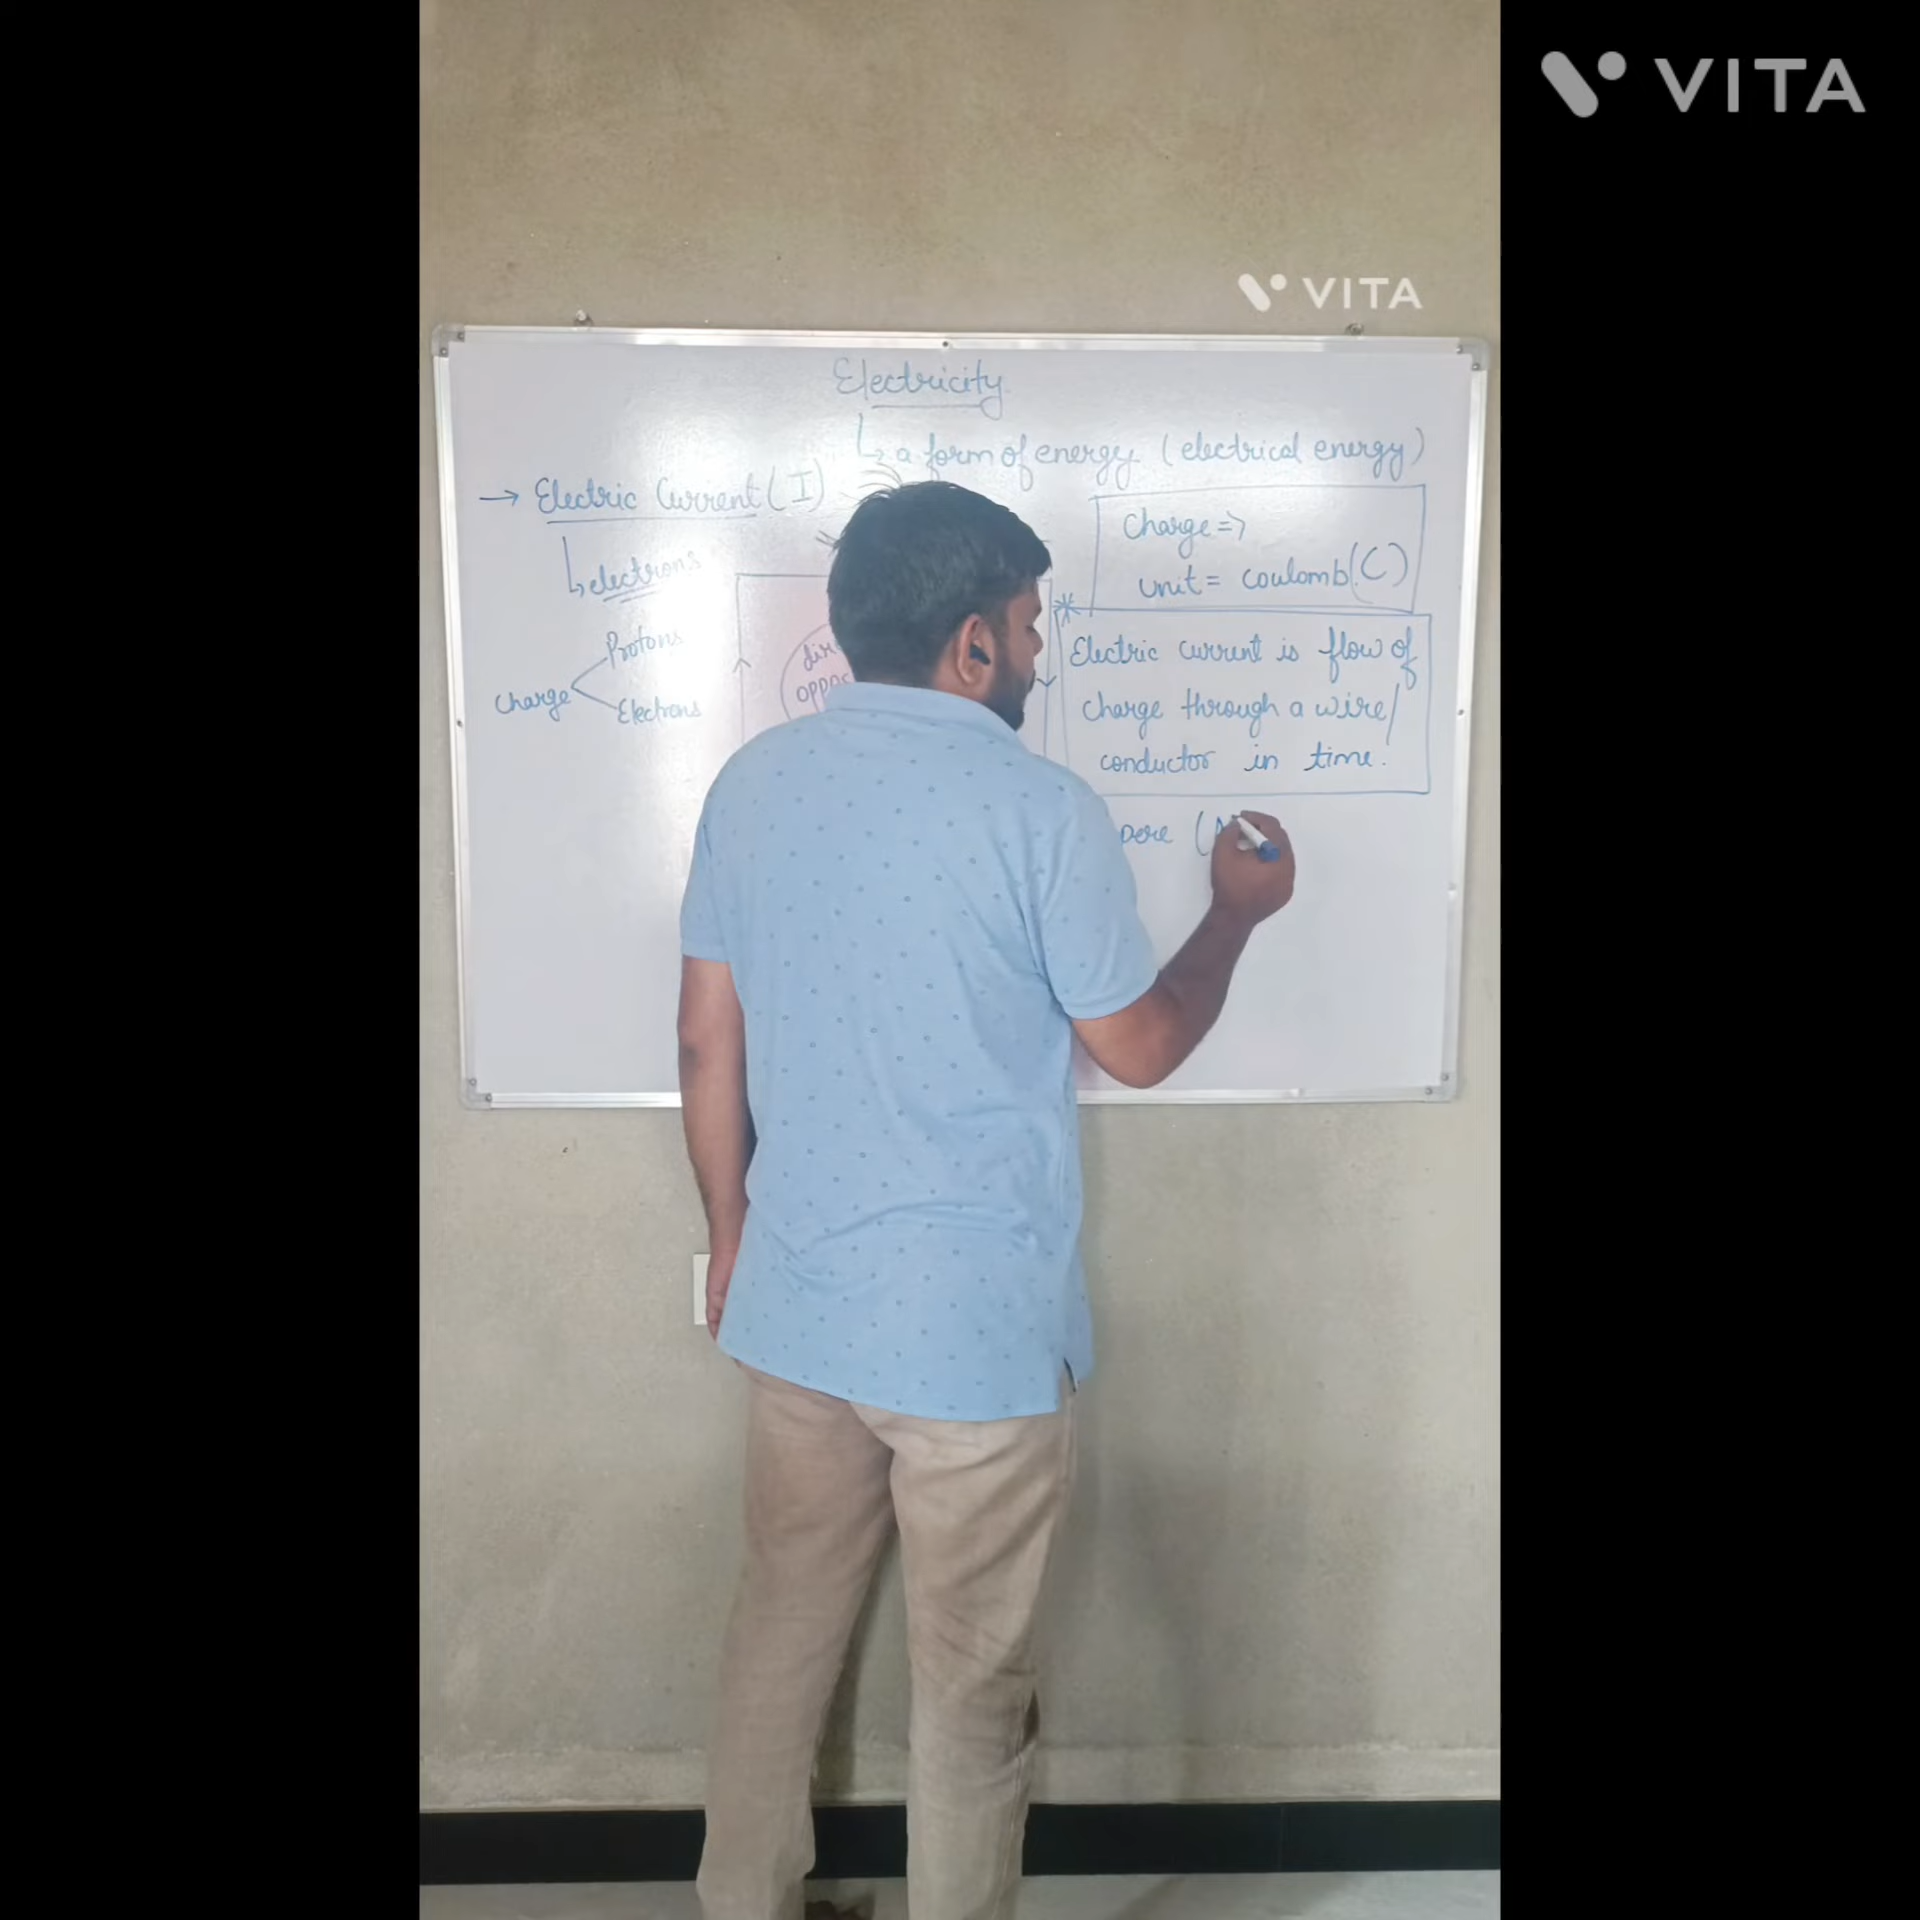 VITA
VITA
Electricity
a form of energy (electrical energy)
→ Electric Current (I)
electrons
Charge
Protons
Electrons
Charge =>
unit = coulomb (C)
Electric current is flow of
charge through a wire/
conductor in time.